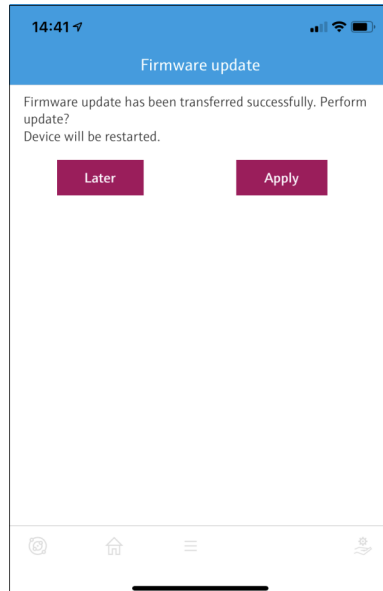 14:41
Firmware update
Firmware update has been transferred successfully. Perform
update?
Device will be restarted.
Later
Apply